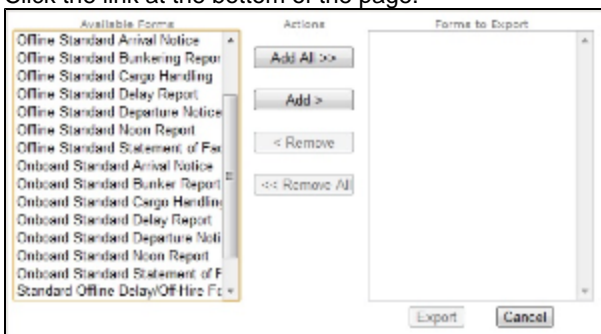 Click the link at the bottom of the page.
Available Forms
Actions
Forms to Export
Offline Standard Arrival Notice
Offline Standard Bunkering Repor
Offline Standard Cargo Handling
Offline Standard Delay Report
Offline Standard Departure Notice
Offline Standard Noon Report
Offline Standard Statement of Fac
Onboard Standard Arrival Notice
Onboard Standard Bunker Report
Onboard Standard Cargo Handling
Onboard Standard Delay Report
Onboard Standard Departure Noti
Onboard Standard Noon Report
Onboard Standard Statement of F
Standard Offline Delay/Off Hire Fo
Add All >>
Add >
< Remove
<< Remove All
Export
Cancel